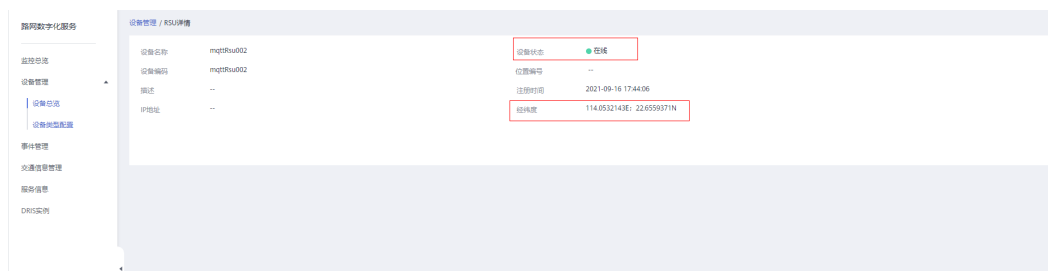 路网数字化服务
监控总览
设备管理
设备总览
设备类型配置
事件管理
交通信息管理
服务信息
DRIS实例
设备管理 / RSU详情
设备名称 mqttRsu002 设备状态 在线
设备编码 mqttRsu002 位置编号 --
描述 -- 注册时间 2021-09-16 17:44:06
IP地址 -- 经纬度 114.0532143E; 22.6559371N